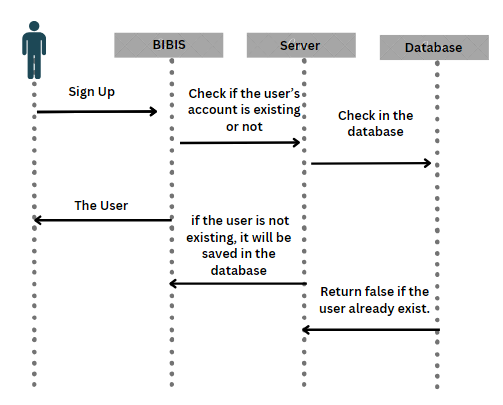 BIBIS
Server
Database
Sign Up
Check if the user's
account is existing
or not
Check in the
database
The User
if the user is not
existing, it will be
saved in the
database
Return false if the
user already exist.